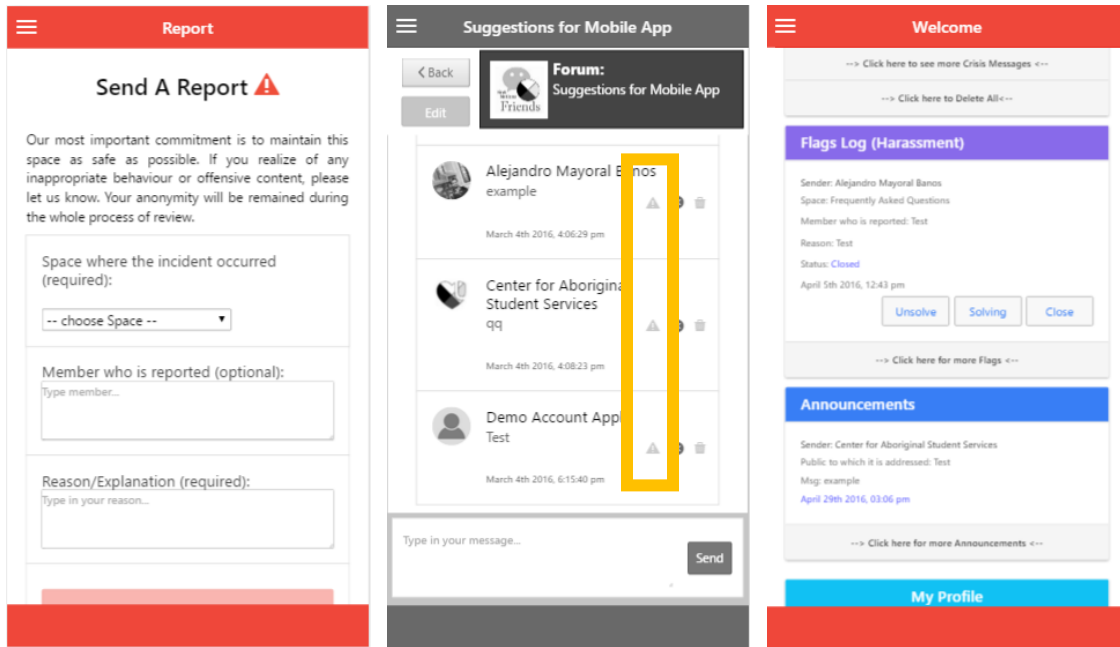 Report
Send A Report
Our most important commitment is to maintain this
space as safe as possible. If you realize of any
inappropriate behaviour or offensive content, please
let us know. Your anonymity will be remained during
the whole process of review.
Space where the incident occurred
(required):
-- choose Space --
Member who is reported (optional):
Type member...
Reason/Explanation (required):
Type in your reason...
Suggestions for Mobile App
Back
Edit
Friends
Forum:
Suggestions for Mobile App
Alejandro Mayoral
example
March 4th 2016, 4:06:29 pm
Center for Aborigina
Student Services
qq
March 4th 2016, 4:08:23 pm
Demo Account App
Test
March 4th 2016, 6:15:40 pm
Type in your message...
Send
Welcome
--> Click here to see more Crisis Messages <--
--> Click here to Delete All<--
Flags Log (Harassment)
Sender: Alejandro Mayoral Banos
Space: Frequently Asked Questions
Member who is reported: Test
Reason: Test
Status: Closed
April 5th 2016, 12:43 pm
Unsolve
Solving
Close
--> Click here for more Flags <--
Announcements
Sender: Center for Aboriginal Student Services
Public to which it is addressed: Test
Msg: example
April 29th 2016, 03:06 pm
--> Click here for more Announcements <--
My Profile